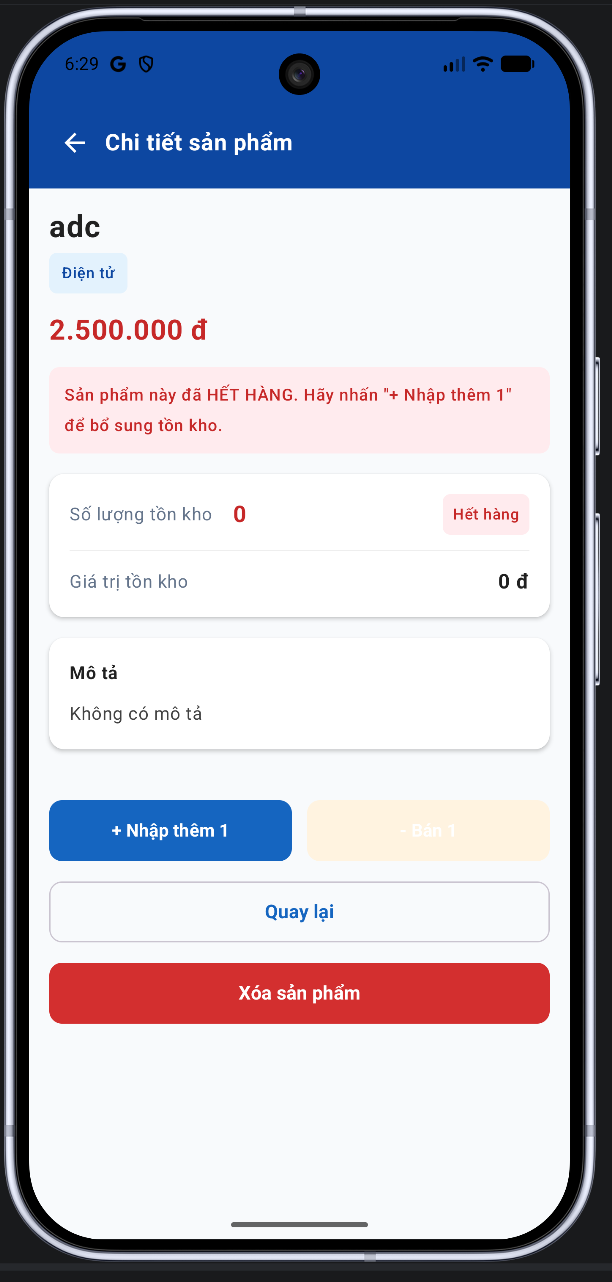 6:29
Chi tiết sản phẩm
adc
Điện tử
2.500.000 đ
Sản phẩm này đã HẾT HÀNG. Hãy nhấn "+ Nhập thêm 1"
để bổ sung tồn kho.
Số lượng tồn kho 0 Hết hàng
Giá trị tồn kho 0 đ
Mô tả
Không có mô tả
+ Nhập thêm 1 - Bán 1
Quay lại
Xóa sản phẩm